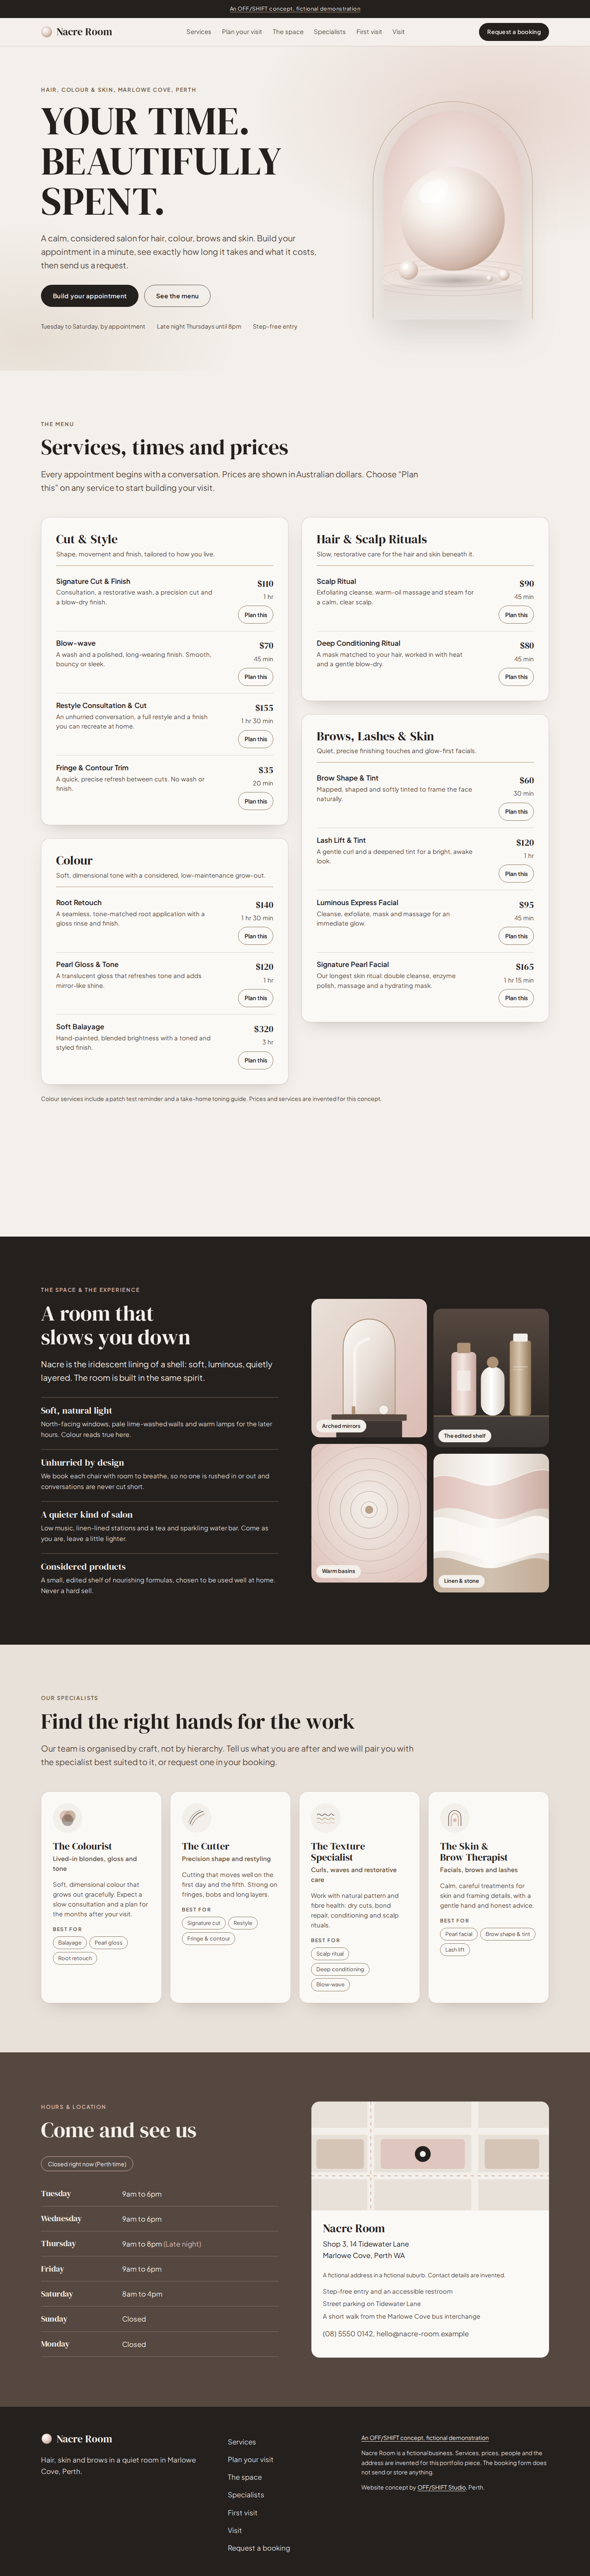 An OFF/SHIFT concept, fictional demonstration
Nacre Room
Services
Plan your visit
The space
Specialists
First visit
Visit
Request a booking
HAIR, COLOUR & SKIN, MARLOWE COVE, PERTH
YOUR TIME.
BEAUTIFULLY
SPENT.
A calm, considered salon for hair, colour, brows and skin. Build your
appointment in a minute, see exactly how long it takes and what it costs,
then send us a request.
Build your appointment
See the menu
Tuesday to Saturday, by appointment
Late night Thursdays until 8pm
Step-free entry
THE MENU
Services, times and prices
Every appointment begins with a conversation. Prices are shown in Australian dollars. Choose “Plan
this” on any service to start building your visit.
Cut & Style
Shape, movement and finish, tailored to how you live.
Signature Cut & Finish
$110
Consultation, a restorative wash, a precision cut and
a blow-dry finish.
1 hr
Plan this
Blow-wave
$70
A wash and a polished, long-wearing finish. Smooth,
bouncy or sleek.
45 min
Plan this
Restyle Consultation & Cut
$155
An unhurried conversation, a full restyle and a finish
you can recreate at home.
1 hr 30 min
Plan this
Fringe & Contour Trim
$35
A quick, precise refresh between cuts. No wash or
finish.
20 min
Plan this
Colour
Soft, dimensional tone with a considered, low-maintenance grow-out.
Root Retouch
$140
A seamless, tone-matched root application with a
gloss rinse and finish.
1 hr 30 min
Plan this
Pearl Gloss & Tone
$120
A translucent gloss that refreshes tone and adds
mirror-like shine.
1 hr
Plan this
Soft Balayage
$320
Hand-painted, blended brightness with a toned and
styled finish.
3 hr
Plan this
Hair & Scalp Rituals
Slow, restorative care for the hair and skin beneath it.
Scalp Ritual
$90
Exfoliating cleanse, warm-oil massage and steam for
a calm, clear scalp.
45 min
Plan this
Deep Conditioning Ritual
$80
A mask matched to your hair, worked in with heat
and a gentle blow-dry.
45 min
Plan this
Brows, Lashes & Skin
Quiet, precise finishing touches and glow-first facials.
Brow Shape & Tint
$60
Mapped, shaped and softly tinted to frame the face
naturally.
30 min
Plan this
Lash Lift & Tint
$120
A gentle curl and a deepened tint for a bright, awake
look.
1 hr
Plan this
Luminous Express Facial
$95
Cleanse, exfoliate, mask and massage for an
immediate glow.
45 min
Plan this
Signature Pearl Facial
$165
Our longest skin ritual: double cleanse, enzyme
polish, massage and a hydrating mask.
1 hr 15 min
Plan this
Colour services include a patch test reminder and a take-home toning guide. Prices and services are invented for this concept.
THE SPACE & THE EXPERIENCE
A room that
slows you down
Nacre is the iridescent lining of a shell: soft, luminous, quietly
layered. The room is built in the same spirit.
Soft, natural light
North-facing windows, pale lime-washed walls and warm lamps for the later
hours. Colour reads true here.
Unhurried by design
We book each chair with room to breathe, so no one is rushed in or out and
conversations are never cut short.
A quieter kind of salon
Low music, linen-lined stations and a tea and sparkling water bar. Come as
you are, leave a little lighter.
Considered products
A small, edited shelf of nourishing formulas, chosen to be used well at home.
Never a hard sell.
Arched mirrors
The edited shelf
Warm basins
Linen & stone
OUR SPECIALISTS
Find the right hands for the work
Our team is organised by craft, not by hierarchy. Tell us what you are after and we will pair you with
the specialist best suited to it, or request one in your booking.
The Colourist
Lived-in blondes, gloss and
tone
Soft, dimensional colour that
grows out gracefully. Expect a
slow consultation and a plan for
the months after your visit.
BEST FOR
Balayage
Pearl gloss
Root retouch
The Cutter
Precision shape and restyling
Cutting that moves well on the
first day and the fifth. Strong on
fringes, bobs and long layers.
BEST FOR
Signature cut
Restyle
Fringe & contour
The Texture
Specialist
Curls, waves and restorative
care
Work with natural pattern and
fibre health: dry cuts, bond
repair, conditioning and scalp
rituals.
BEST FOR
Scalp ritual
Deep conditioning
Blow-wave
The Skin &
Brow Therapist
Facials, brows and lashes
Calm, careful treatments for
skin and framing details, with a
gentle hand and honest advice.
BEST FOR
Pearl facial
Brow shape & tint
Lash lift
HOURS & LOCATION
Come and see us
Closed right now (Perth time)
Tuesday 9am to 6pm
Wednesday 9am to 6pm
Thursday 9am to 8pm (Late night)
Friday 9am to 6pm
Saturday 8am to 4pm
Sunday Closed
Monday Closed
Nacre Room
Shop 3, 14 Tidewater Lane
Marlowe Cove, Perth WA
A fictional address in a fictional suburb. Contact details are invented.
Step-free entry and an accessible restroom
Street parking on Tidewater Lane
A short walk from the Marlowe Cove bus interchange
(08) 5550 0142, hello@nacre-room.example
Nacre Room
Hair, skin and brows in a quiet room in Marlowe
Cove, Perth.
Services
Plan your visit
The space
Specialists
First visit
Visit
Request a booking
An OFF/SHIFT concept, fictional demonstration
Nacre Room is a fictional business. Services, prices, people and the
address are invented for this portfolio piece. The booking form does
not send or store anything.
Website concept by OFF/SHIFT Studio, Perth.